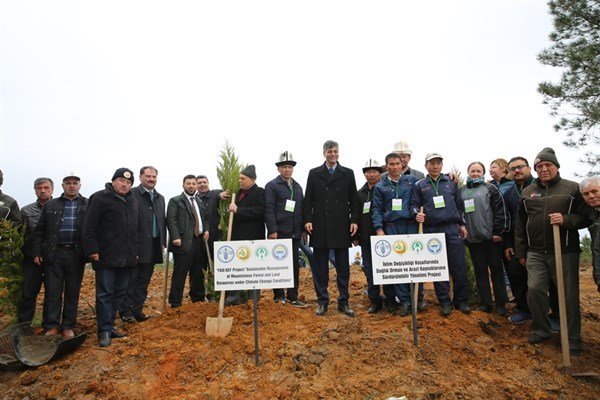 "FAO-GEF Project" Sustainable Management
of Mountainous Forest and Land
Under Climate Change Conditions"
İklim Değişikliği Koşullarında
Dağlık Orman ve Arazi Kaynaklarının
Sürdürülebilir Yönetimi Projesi